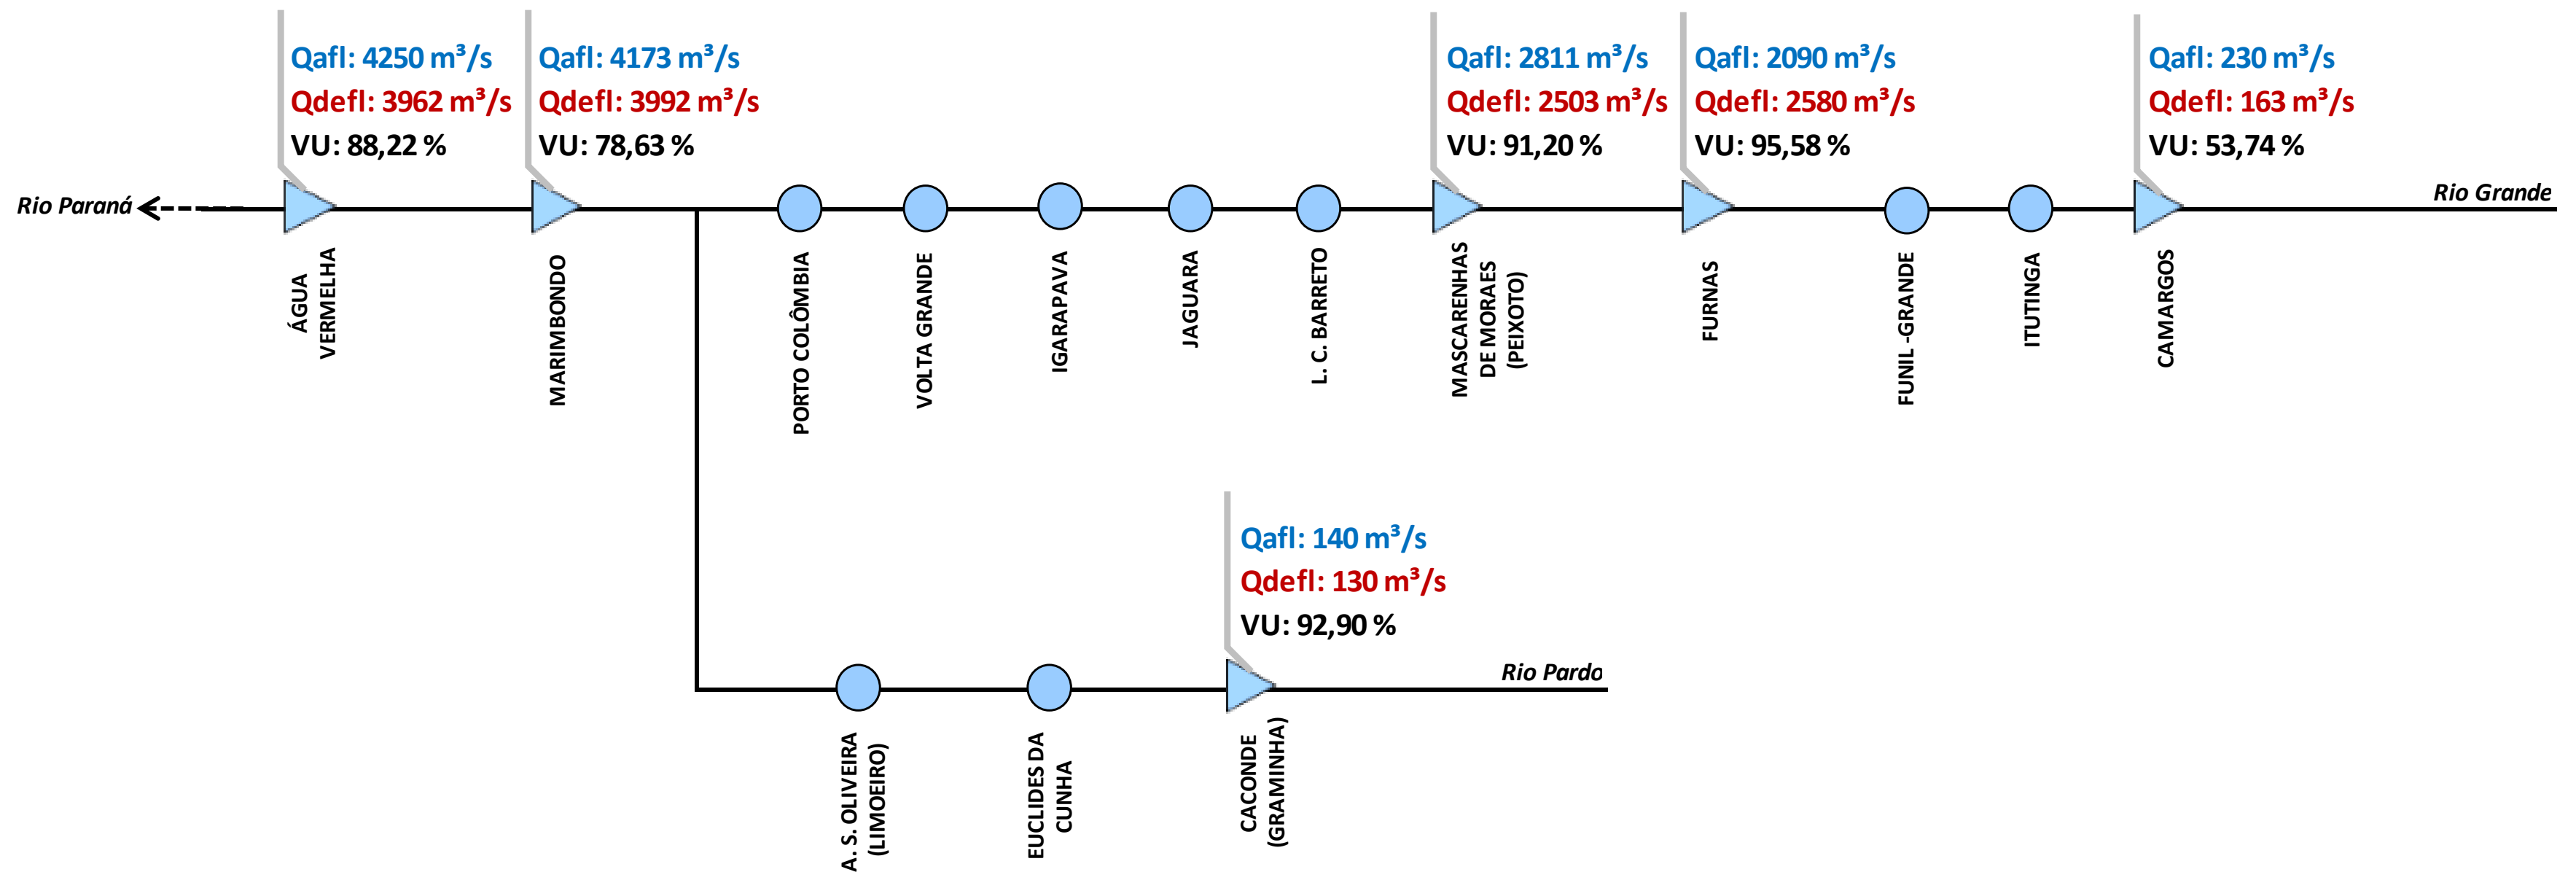 Qafl: 4250 m³/s
Qdefl: 3962 m³/s
VU: 88,22 %
Qafl: 4173 m³/s
Qdefl: 3992 m³/s
VU: 78,63 %
Qafl: 2811 m³/s
Qdefl: 2503 m³/s
VU: 91,20 %
Qafl: 2090 m³/s
Qdefl: 2580 m³/s
VU: 95,58 %
Qafl: 230 m³/s
Qdefl: 163 m³/s
VU: 53,74 %
Rio Paraná
Rio Grande
ÁGUA
VERMELHA
MARIMBONDO
PORTO COLÔMBIA
VOLTA GRANDE
IGARAPAVA
JAGUARA
L. C. BARRETO
MASCARENHAS
DE MORAES
(PEIXOTO)
FURNAS
FUNIL -GRANDE
ITUTINGA
CAMARGOS
Qafl: 140 m³/s
Qdefl: 130 m³/s
VU: 92,90 %
Rio Pardo
A. S. OLIVEIRA
(LIMOEIRO)
EUCLIDES DA
CUNHA
CACONDE
(GRAMINHA)